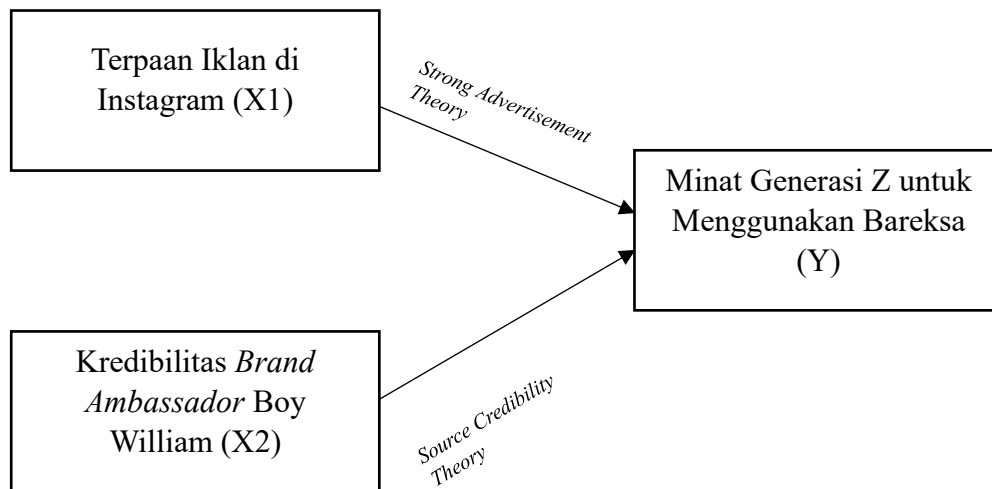 Terpaan Iklan di
Instagram (X1)
Strong Advertisement
Theory
Minat Generasi Z untuk
Menggunakan Bareksa
(Y)
Kredibilitas Brand
Ambassador Boy
William (X2)
Source Credibility
Theory